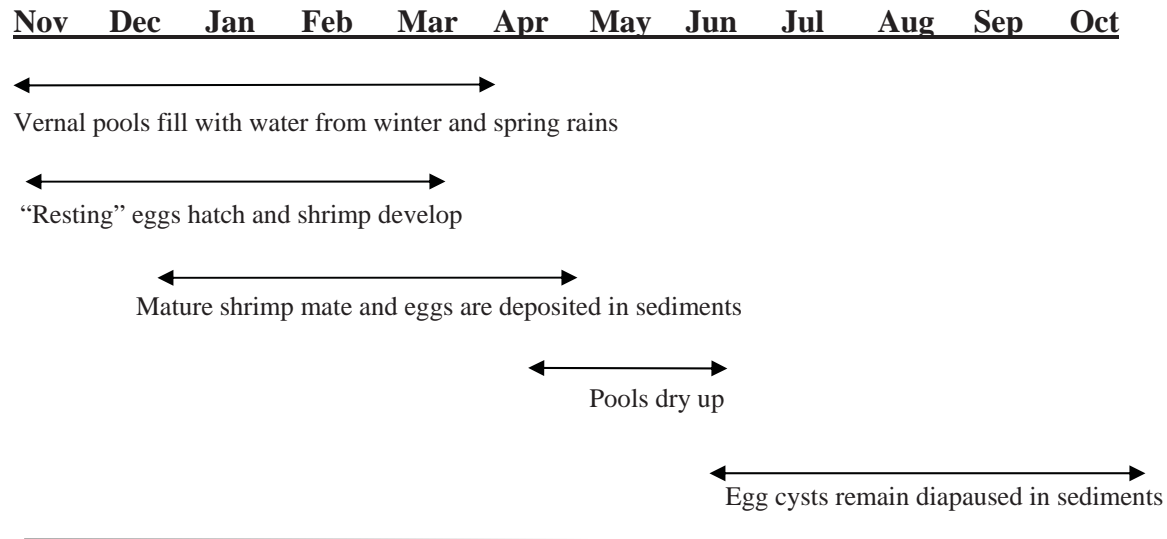 Nov Dec Jan Feb Mar Apr May Jun Jul Aug Sep Oct
Vernal pools fill with water from winter and spring rains
“Resting” eggs hatch and shrimp develop
Mature shrimp mate and eggs are deposited in sediments
Pools dry up
Egg cysts remain diapaused in sediments